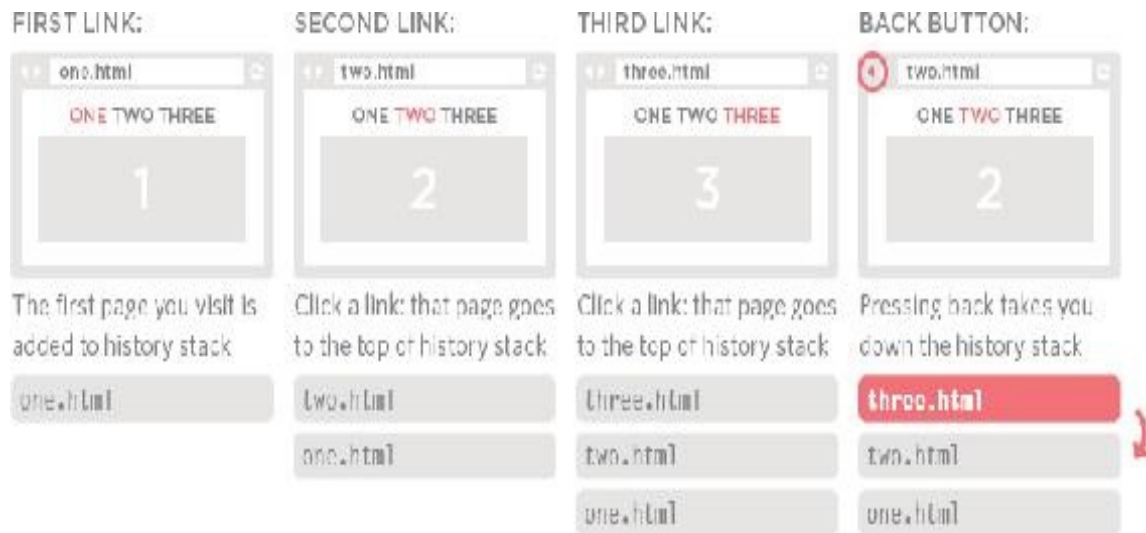 FIRST LINK:
one.html
ONE TWO THREE
1
The first page you visit is
added to history stack
one.html
SECOND LINK:
two.html
ONE TWO THREE
2
Click a link: that page goes
to the top of history stack
two.html
one.html
THIRD LINK:
three.html
ONE TWO THREE
3
Click a link: that page goes
to the top of history stack
three.html
two.html
one.html
BACK BUTTON:
two.html
ONE TWO THREE
2
Pressing back takes you
down the history stack
three.html
two.html
one.html